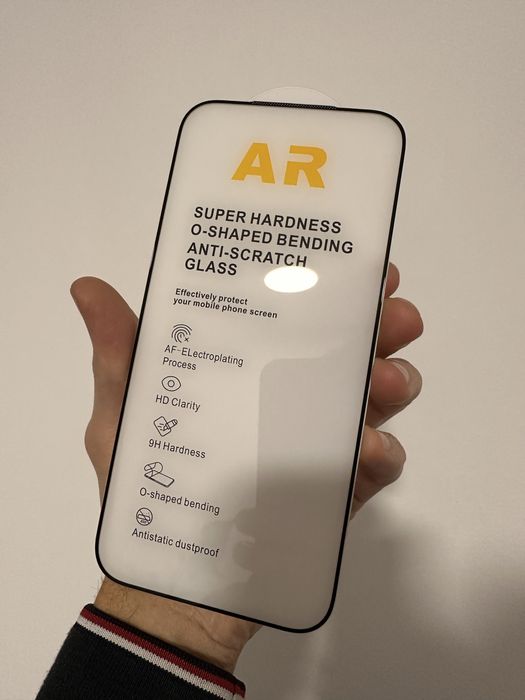 AR
SUPER HARDNESS
O-SHAPED BENDING
ANTI-SCRATCH
GLASS
Effectively protect
your mobile phone screen
AF-ELectroplating
Process
HD Clarity
9H Hardness
O-shaped bending
Antistatic dustproof